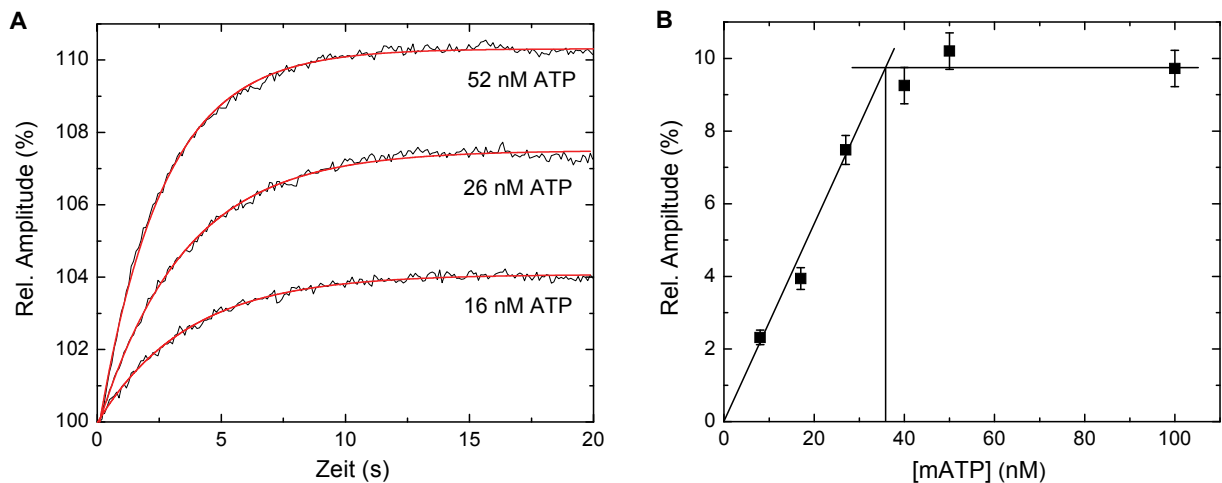 A
Rel. Amplitude (%)
110
108
106
104
102
100
52 nM ATP
26 nM ATP
16 nM ATP
0
5
10
15
20
Zeit (s)
B
Rel. Ampiltude (%)
10
8
6
4
2
0
0
20
40
60
80
100
[mATP] (nM)